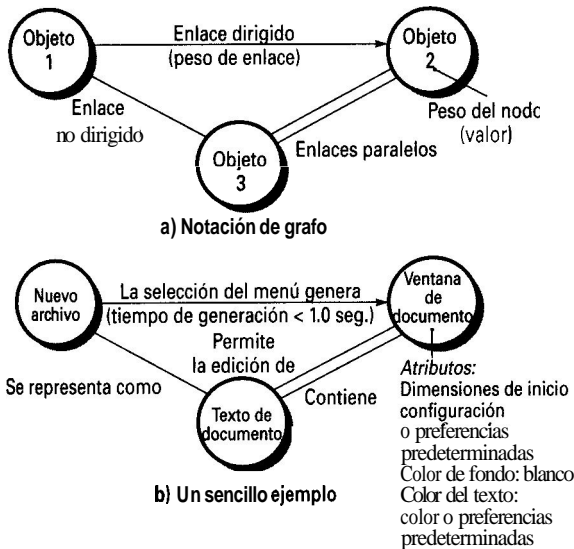 Objeto
1
Enlace dirigido
(peso de enlace)
Objeto
2
Enlace
no dirigido
Peso del nodo
(valor)
Objeto
3
Enlaces paralelos
a) Notación de grafo
Nuevo
archivo
La selección del menú genera
(tiempo de generación < 1.0 seg.)
Ventana
de
documento
Permite
la edición de
Se representa como
Contiene
Texto de
documento
Atributos:
Dimensiones de inicio
configuración
o preferencias
predeterminadas
Color de fondo: blanco
Color del texto:
color o preferencias
predeterminadas
b) Un sencillo ejemplo